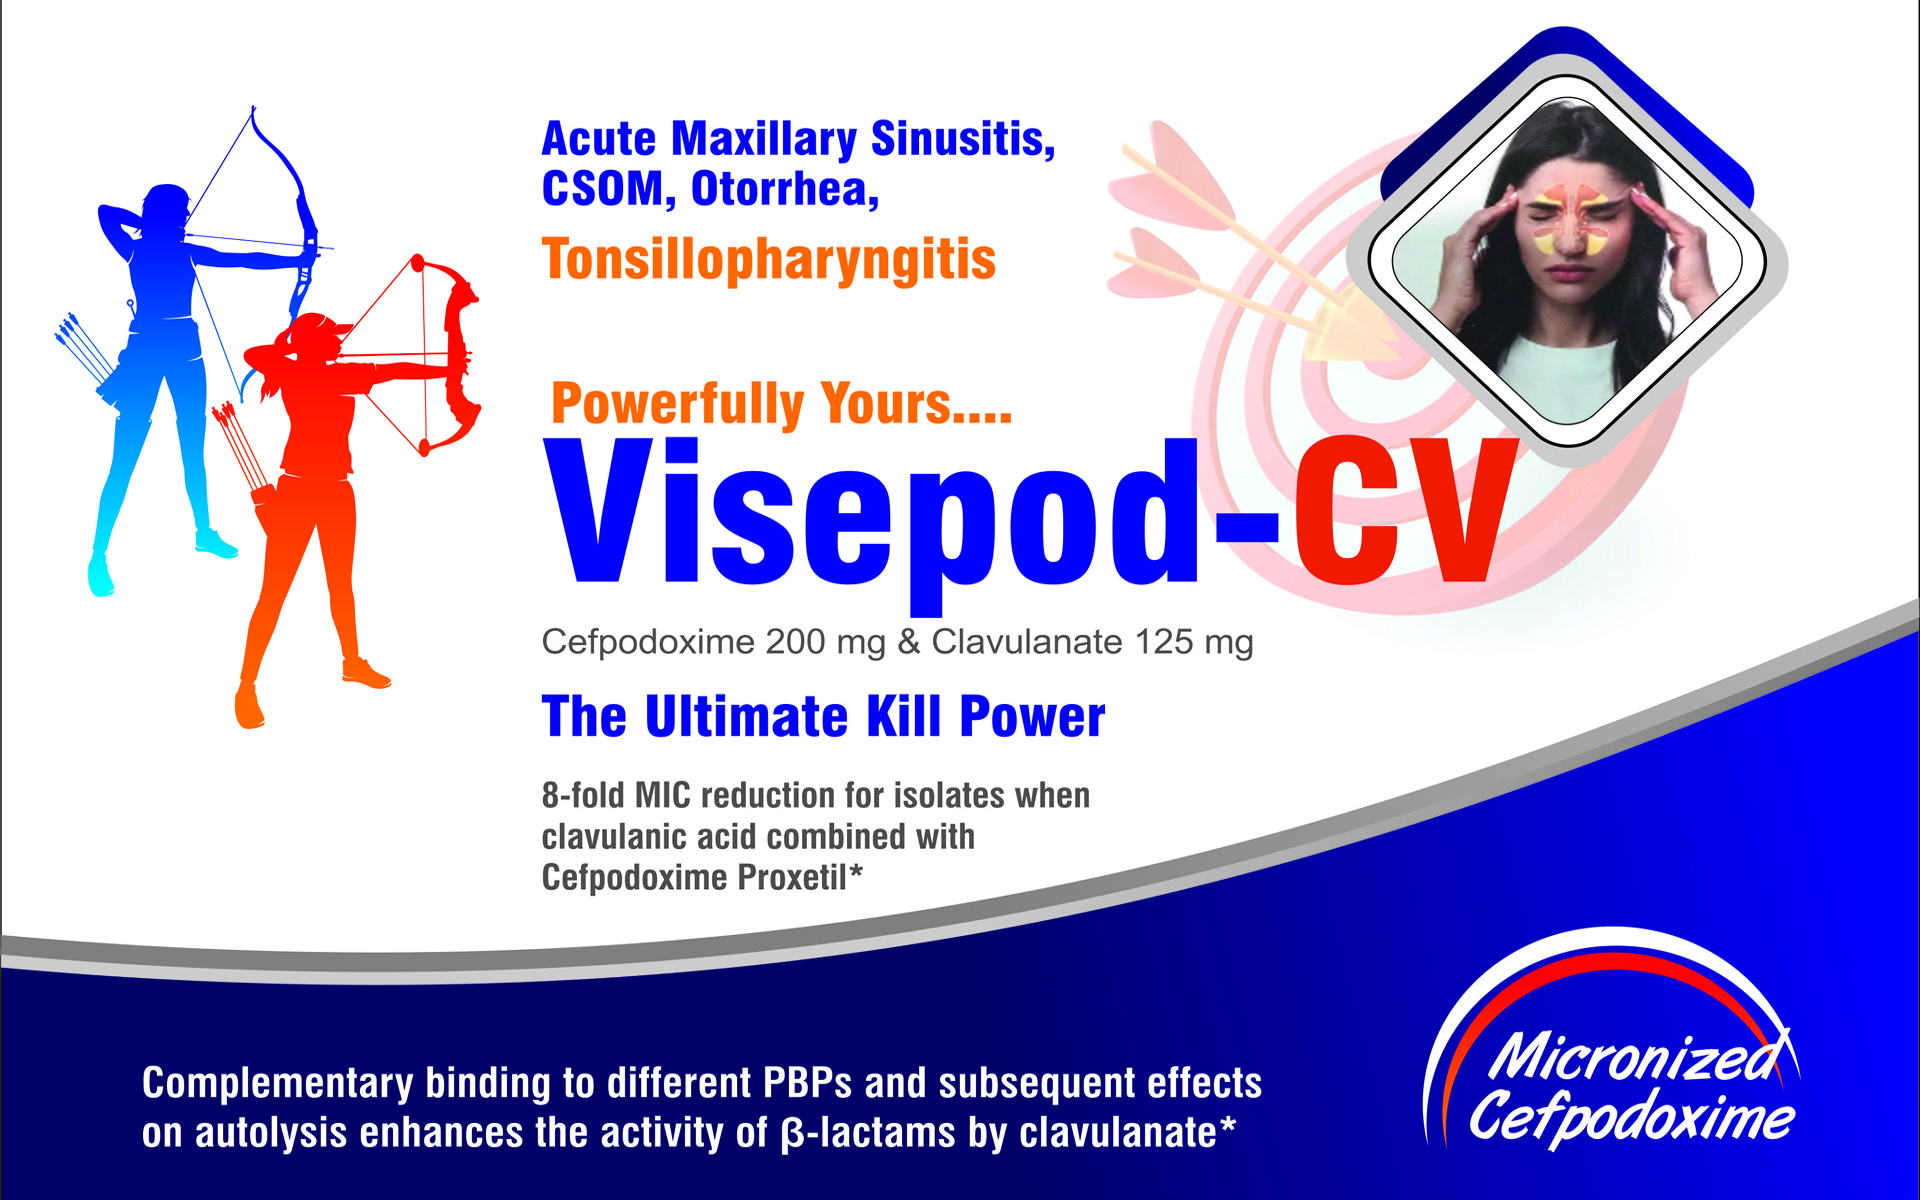 Acute Maxillary Sinusitis,
CSOM, Otorrhea,
Tonsillopharyngitis
Powerfully Yours....
Visepod-CV
Cefpodoxime 200 mg & Clavulanate 125 mg
The Ultimate Kill Power
8-fold MIC reduction for isolates when
clavulanic acid combined with
Cefpodoxime Proxetil*
Complementary binding to different PBPs and subsequent effects
on autolysis enhances the activity of β-lactams by clavulanate*
Micronized
Cefpodoxime